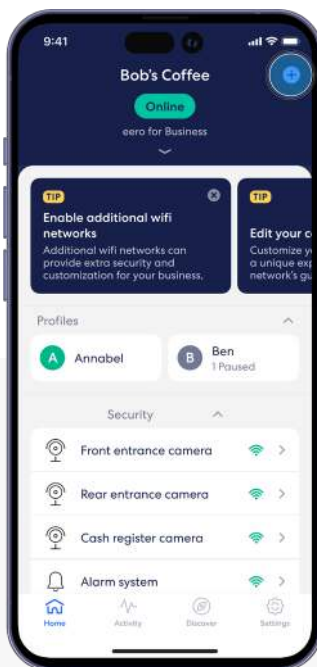 9:41
Bob's Coffee
Online
eero for Business
TIP
Enable additional wifi
networks
Additional wifi networks can
provide extra security and
customization for your business.
TIP
Edit your c
Customize y
a unique exp
network's gu
Profiles
A Annabel
B Ben
1 Paused
Security
Front entrance camera
Rear entrance camera
Cash register camera
Alarm system
Home
Activity
Discover
Settings